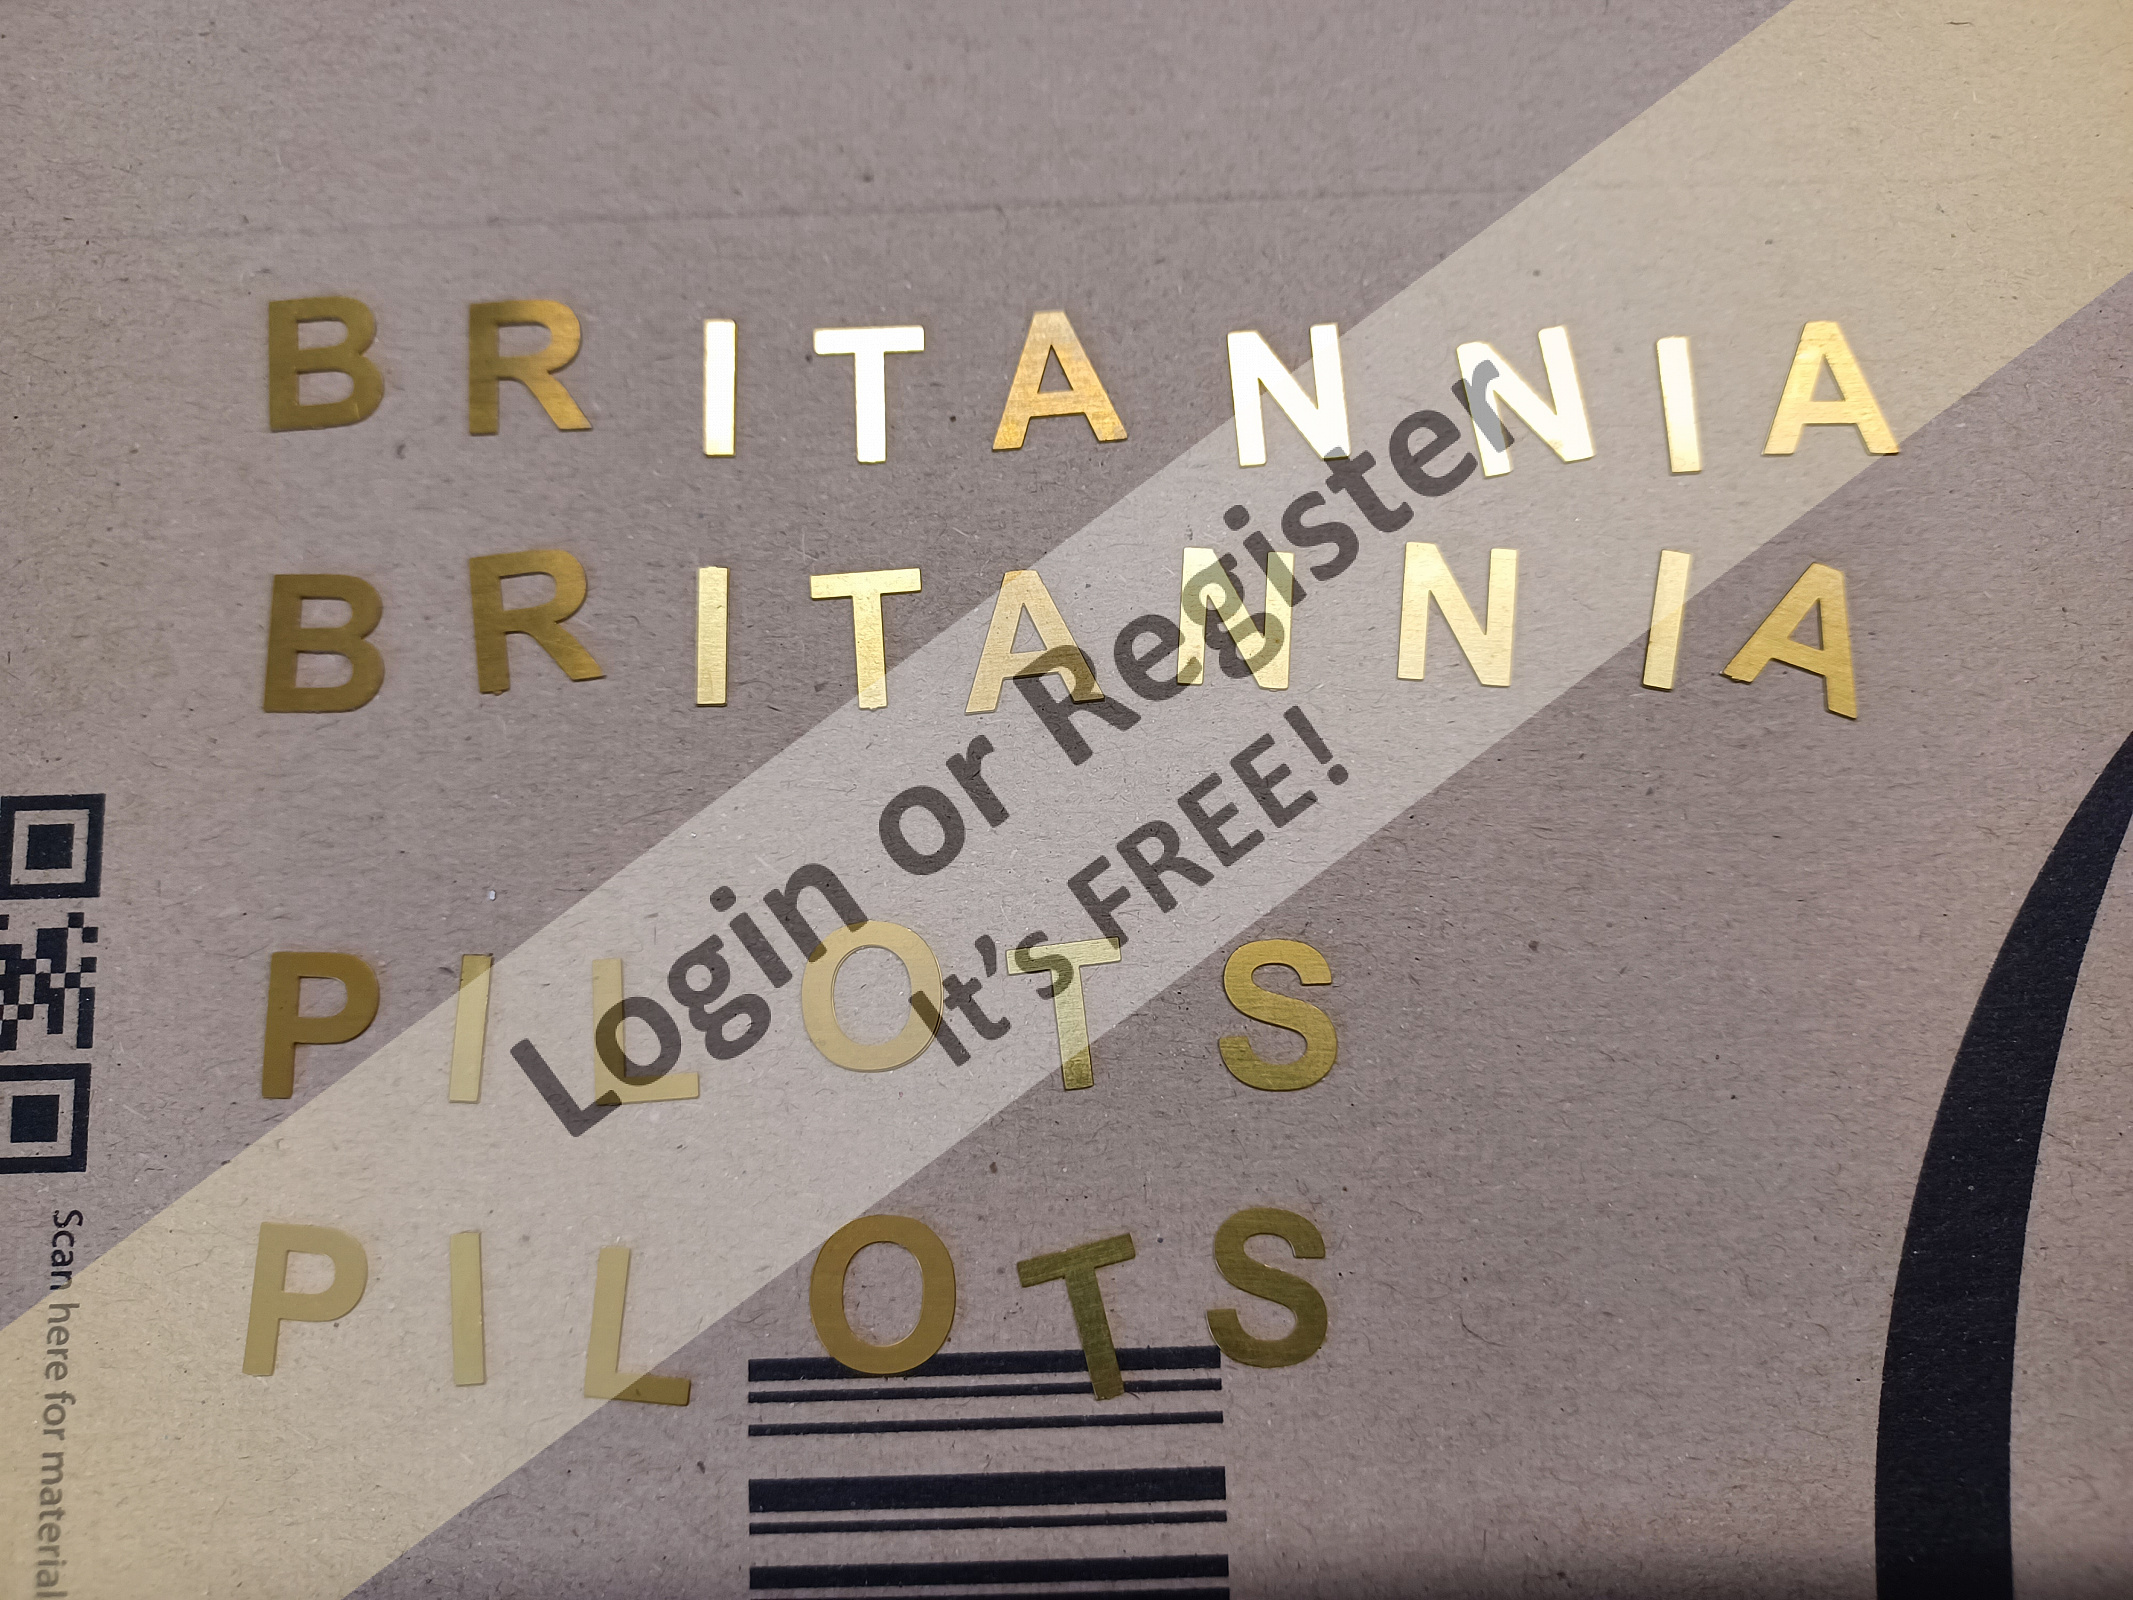 BRITANNIA
BRITANNIA
PILOTS
PILOTS
Login or Register
It's FREE!
Scan here for material